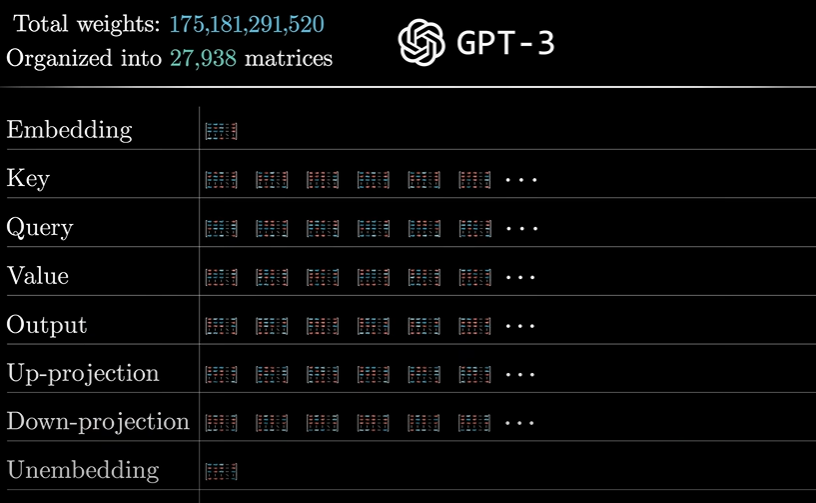 Total weights: 175,181,291,520
Organized into 27,938 matrices
GPT-3
Embedding
Key
Query
Value
Output
Up-projection
Down-projection
Unembedding